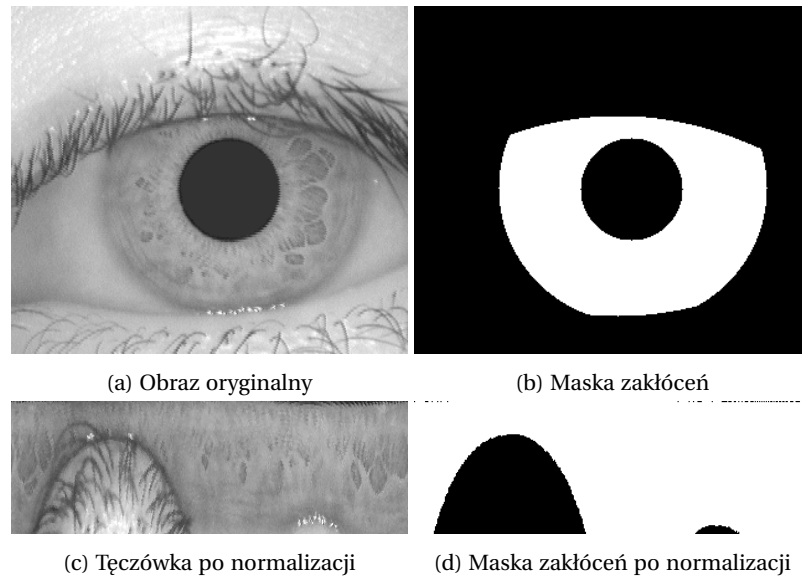 (a) Obraz oryginalny
(b) Maska zakłóceń
(c) Tęczówka po normalizacji
(d) Maska zakłóceń po normalizacji